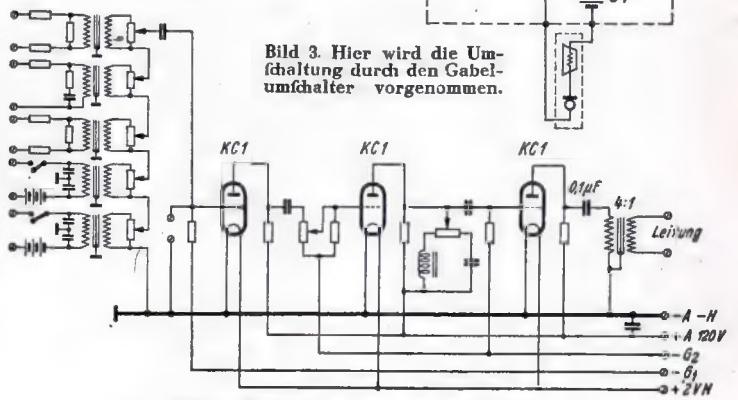 Bild 3. Hier wird die Um-
ſchaltung durch den Gabel-
umſchalter vorgenommen.
KC1
KC1
KC1
0,1µF
4:1
Leitung
-A -H
+A 120V
-G2
-G1
+2VH